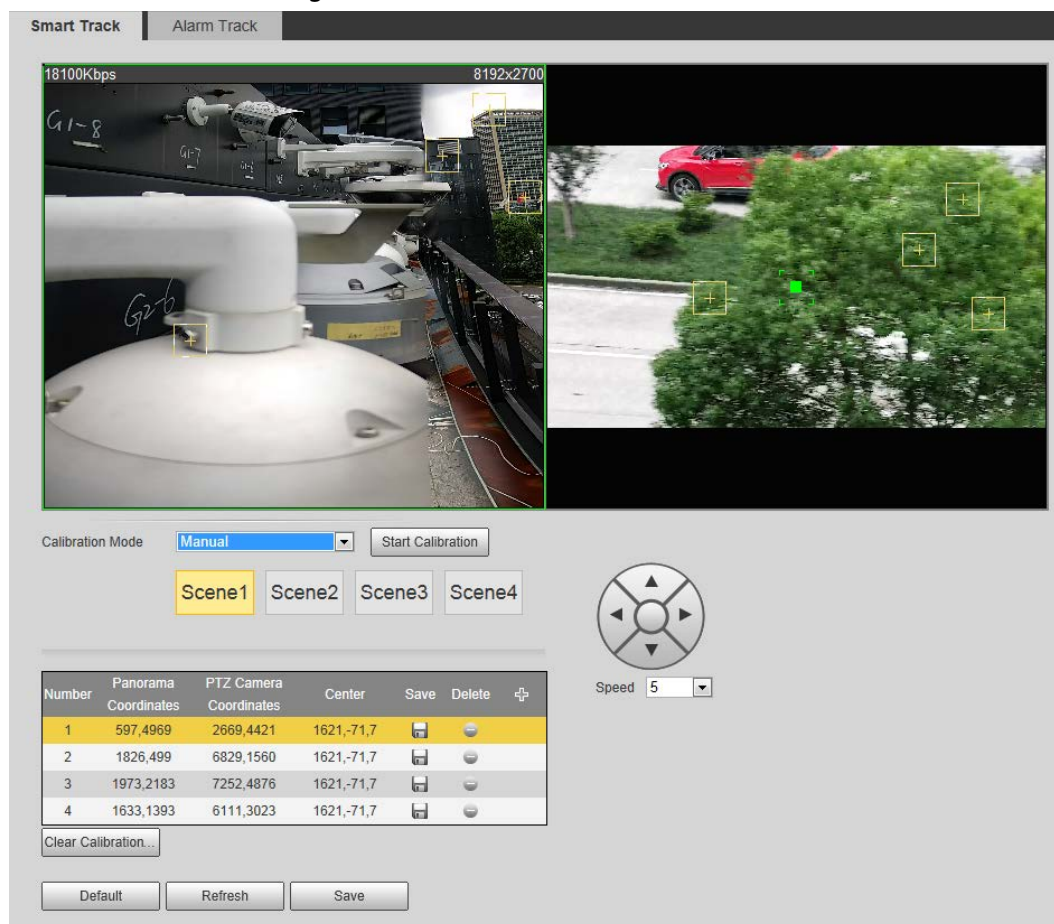 Smart Track Alarm Track
18100Kbps 8192x2700
G1-8
G1-7
G2-6
Calibration Mode Manual Start Calibration
Scene1 Scene2 Scene3 Scene4
Number Panorama Coordinates PTZ Camera Coordinates Center Save Delete
1 597,4969 2669,4421 1621,-71,7
2 1826,499 6829,1560 1621,-71,7
3 1973,2183 7252,4876 1621,-71,7
4 1633,1393 6111,3023 1621,-71,7
Speed 5
Clear Calibration...
Default Refresh Save